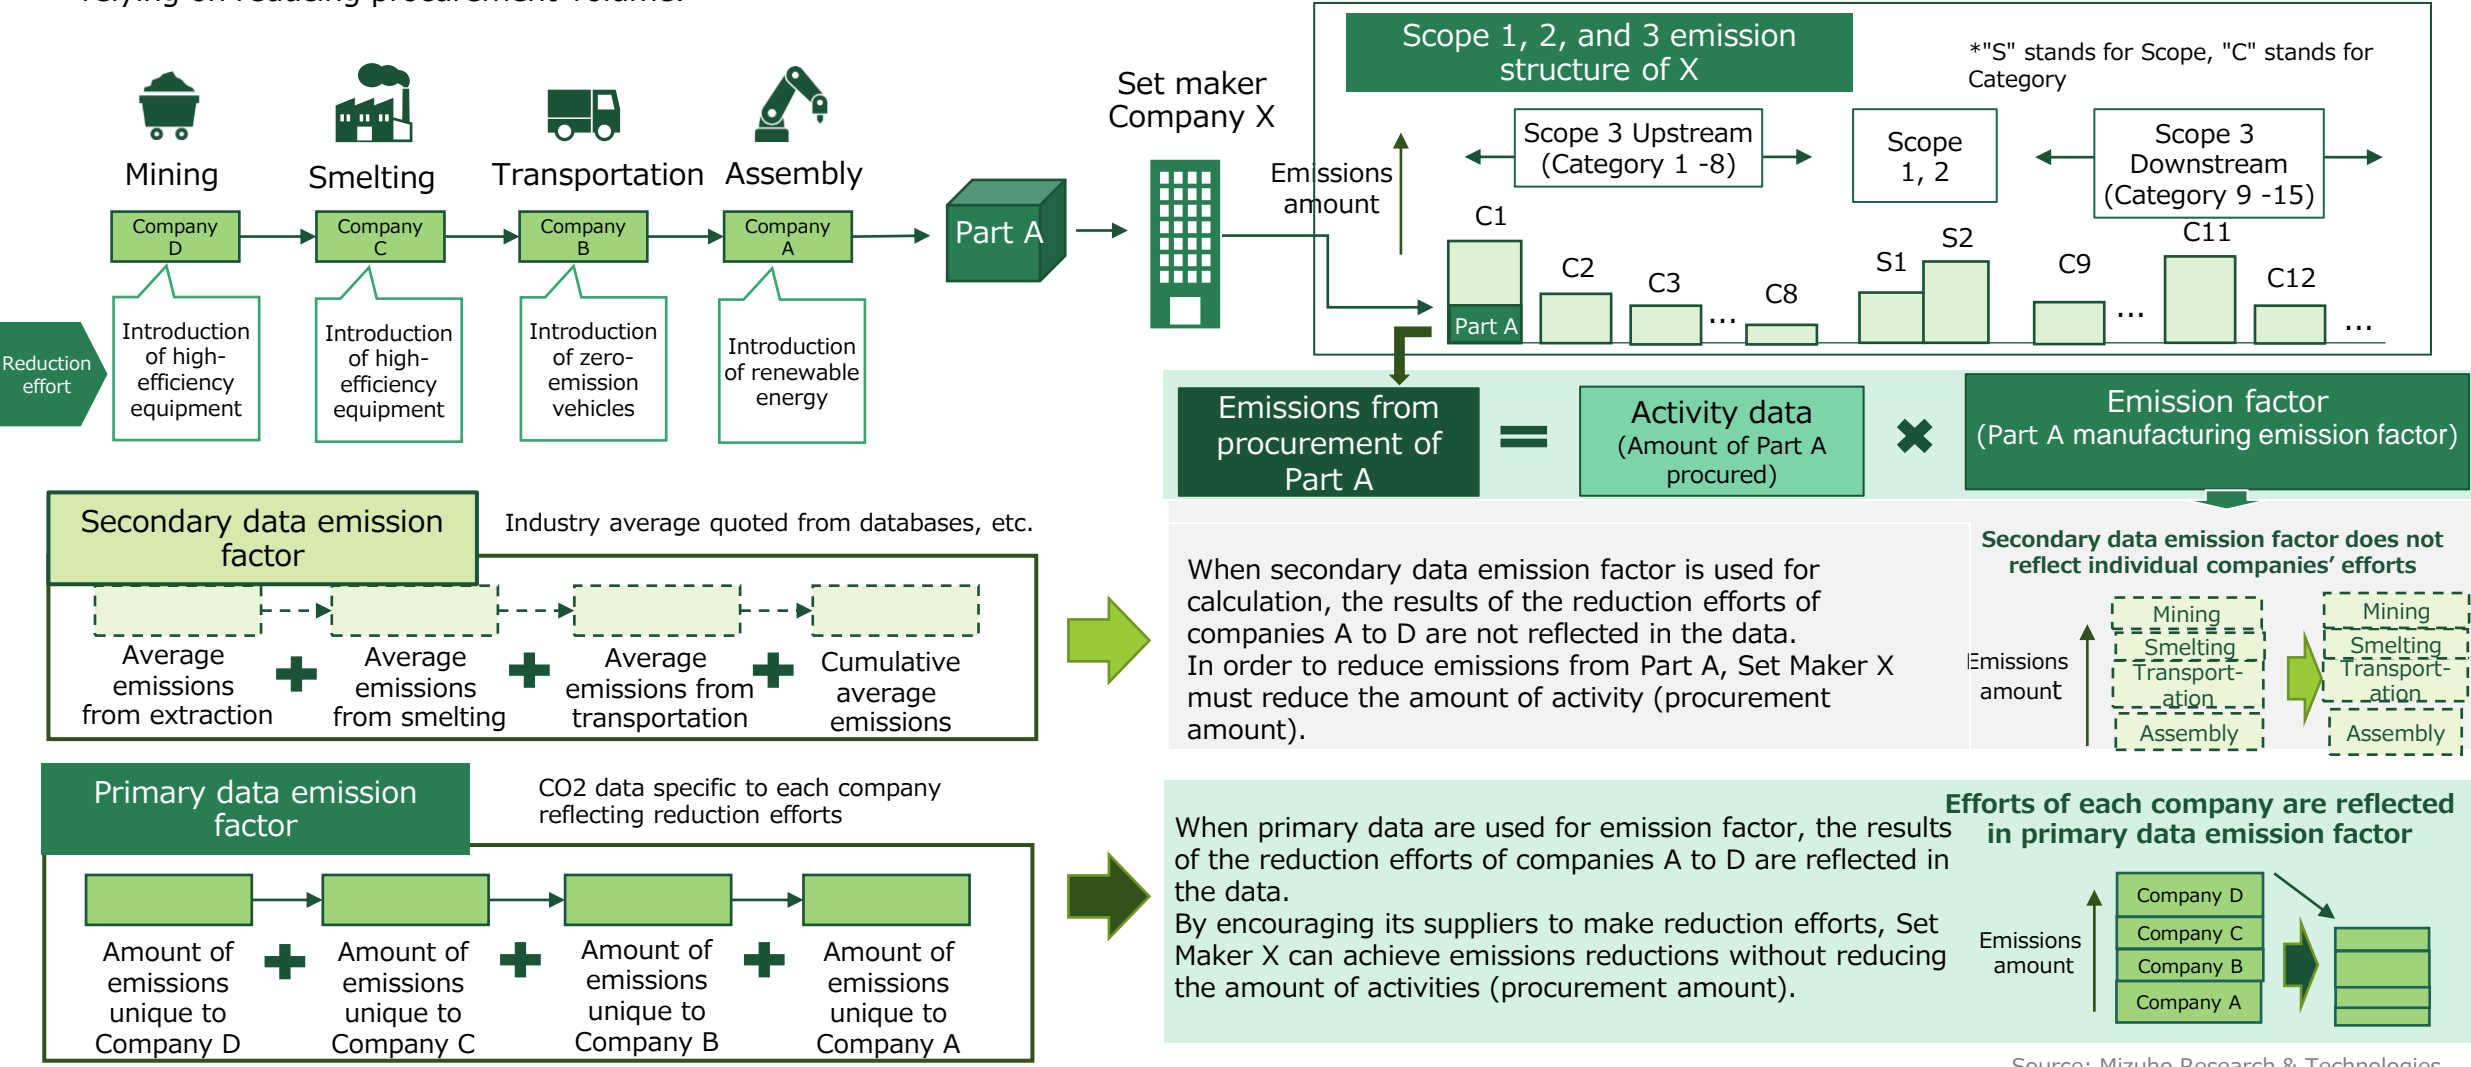 relying on reducing procurement volume.
Mining
Smelting
Transportation
Assembly
Company
D
Company
C
Company
B
Company
A
Part A
Set maker
Company X
Reduction
effort
Introduction
of high-
efficiency
equipment
Introduction
of high-
efficiency
equipment
Introduction
of zero-
emission
vehicles
Introduction
of renewable
energy
Scope 1, 2, and 3 emission
structure of X
*"S" stands for Scope, "C" stands for
Category
Emissions
amount
Scope 3 Upstream
(Category 1 -8)
Scope
1, 2
Scope 3
Downstream
(Category 9 -15)
C1
Part A
C2
C3
...
C8
S1
S2
C9
...
C11
C12
...
Emissions from
procurement of
Part A
=
Activity data
(Amount of Part A
procured)
×
Emission factor
(Part A manufacturing emission factor)
Secondary data emission
factor
Industry average quoted from databases, etc.
Average
emissions
from extraction
+
Average
emissions
from smelting
+
Average
emissions from
transportation
+
Cumulative
average
emissions
When secondary data emission factor is used for
calculation, the results of the reduction efforts of
companies A to D are not reflected in the data.
In order to reduce emissions from Part A, Set Maker X
must reduce the amount of activity (procurement
amount).
Secondary data emission factor does not
reflect individual companies’ efforts
Emissions
amount
Mining
Smelting
Transport-
ation
Assembly
Mining
Smelting
Transport-
ation
Assembly
Primary data emission
factor
CO2 data specific to each company
reflecting reduction efforts
Amount of
emissions
unique to
Company D
+
Amount of
emissions
unique to
Company C
+
Amount of
emissions
unique to
Company B
+
Amount of
emissions
unique to
Company A
When primary data are used for emission factor, the results
of the reduction efforts of companies A to D are reflected in
the data.
By encouraging its suppliers to make reduction efforts, Set
Maker X can achieve emissions reductions without reducing
the amount of activities (procurement amount).
Efforts of each company are reflected
in primary data emission factor
Emissions
amount
Company D
Company C
Company B
Company A
Source: Mizuho Research & Technologies